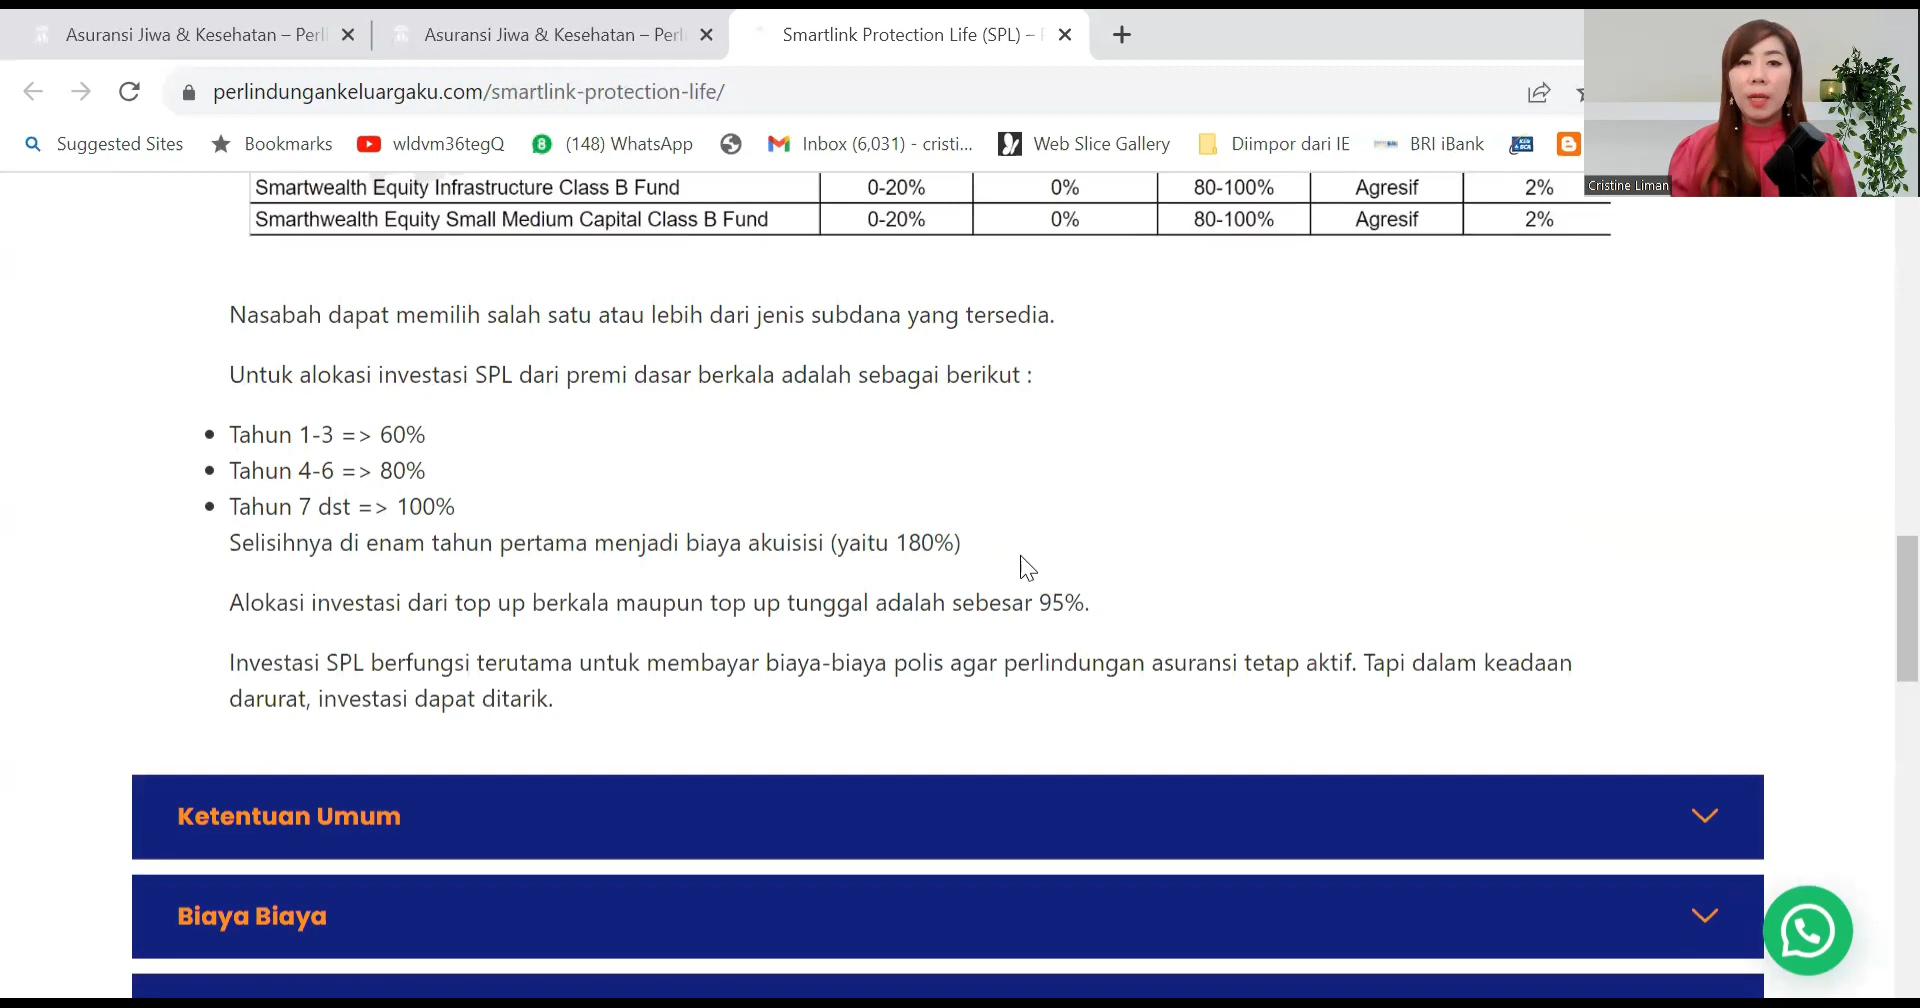 Asuransi Jiwa & Kesehatan – Perl
Asuransi Jiwa & Kesehatan – Perl
Smartlink Protection Life (SPL) –
perlindungankeluargaku.com/smartlink-protection-life/
Suggested Sites
Bookmarks
wldvm36tegQ
8
(148) WhatsApp
Inbox (6,031) - cristi...
Web Slice Gallery
Diimpor dari IE
BRI iBank
Cristine Liman
Smartwealth Equity Infrastructure Class B Fund 0-20% 0% 80-100% Agresif 2%
Smarthwealth Equity Small Medium Capital Class B Fund 0-20% 0% 80-100% Agresif 2%
Nasabah dapat memilih salah satu atau lebih dari jenis subdana yang tersedia.
Untuk alokasi investasi SPL dari premi dasar berkala adalah sebagai berikut :
• Tahun 1-3 => 60%
• Tahun 4-6 => 80%
• Tahun 7 dst => 100%
Selisihnya di enam tahun pertama menjadi biaya akuisisi (yaitu 180%)
Alokasi investasi dari top up berkala maupun top up tunggal adalah sebesar 95%.
Investasi SPL berfungsi terutama untuk membayar biaya-biaya polis agar perlindungan asuransi tetap aktif. Tapi dalam keadaan
darurat, investasi dapat ditarik.
Ketentuan Umum
Biaya Biaya